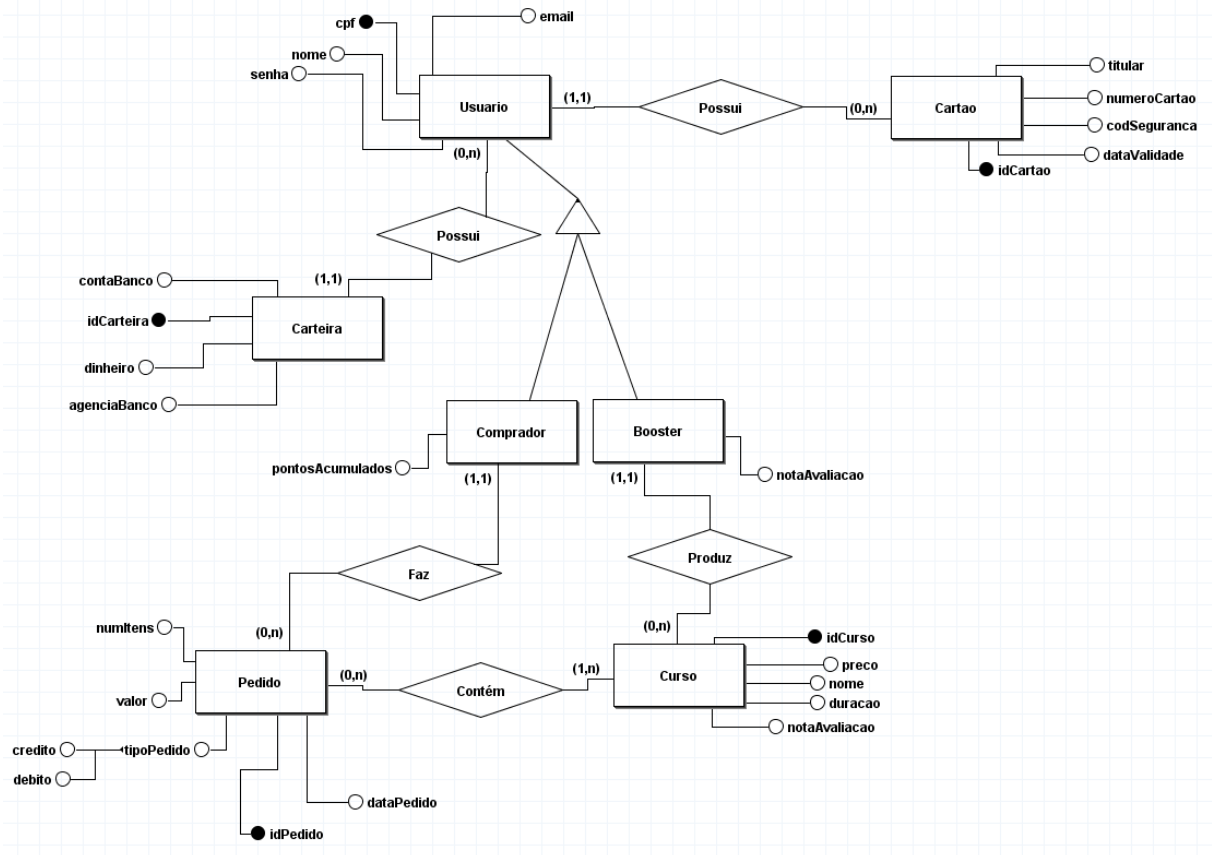 cpf
email
nome
senha
Usuario
(1,1)
Possui
(0,n)
Cartao
titular
numeroCartao
codSeguranca
dataValidade
idCartao
(0,n)
Possui
(1,1)
contaBanco
idCarteira
Carteira
dinheiro
agenciaBanco
Comprador
Booster
pontosAcumulados
(1,1)
(1,1)
notaAvaliacao
Produz
Faz
numItens
(0,n)
(0,n)
idCurso
Pedido
(0,n)
Contém
(1,n)
Curso
preco
nome
duracao
valor
notaAvaliacao
credito
tipoPedido
debito
dataPedido
idPedido